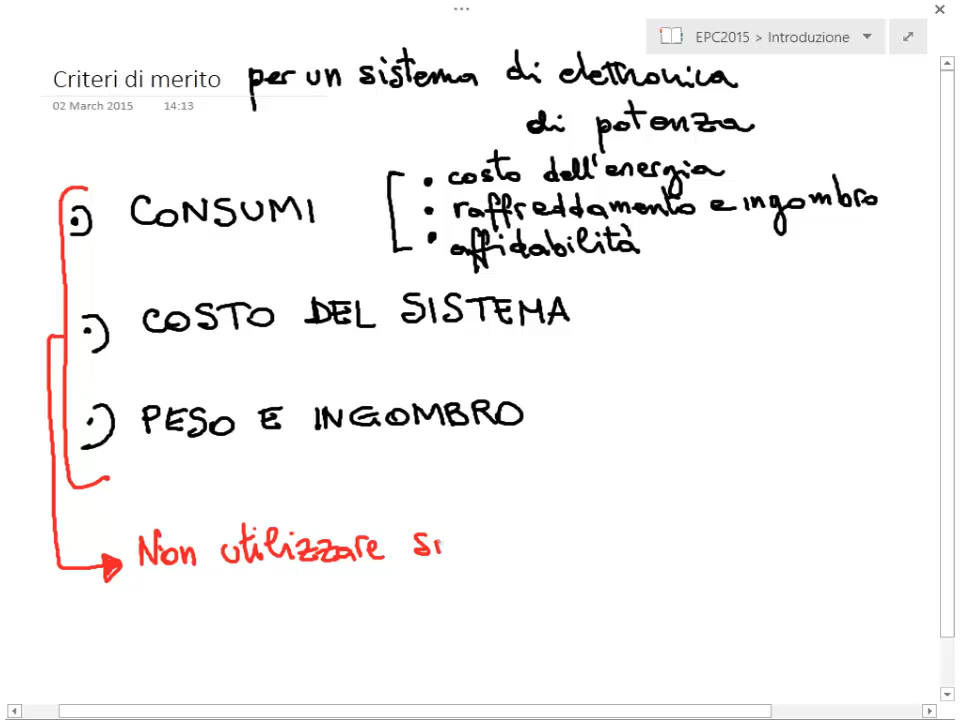 EPC2015 > Introduzione
Criteri di merito per un sistema di elettronica
di potenza
02 March 2015 14:13
• costo dell'energia
•) CONSUMI • raffreddamento e ingombro
• affidabilità
•) COSTO DEL SISTEMA
•) PESO E INGOMBRO
Non utilizzare si